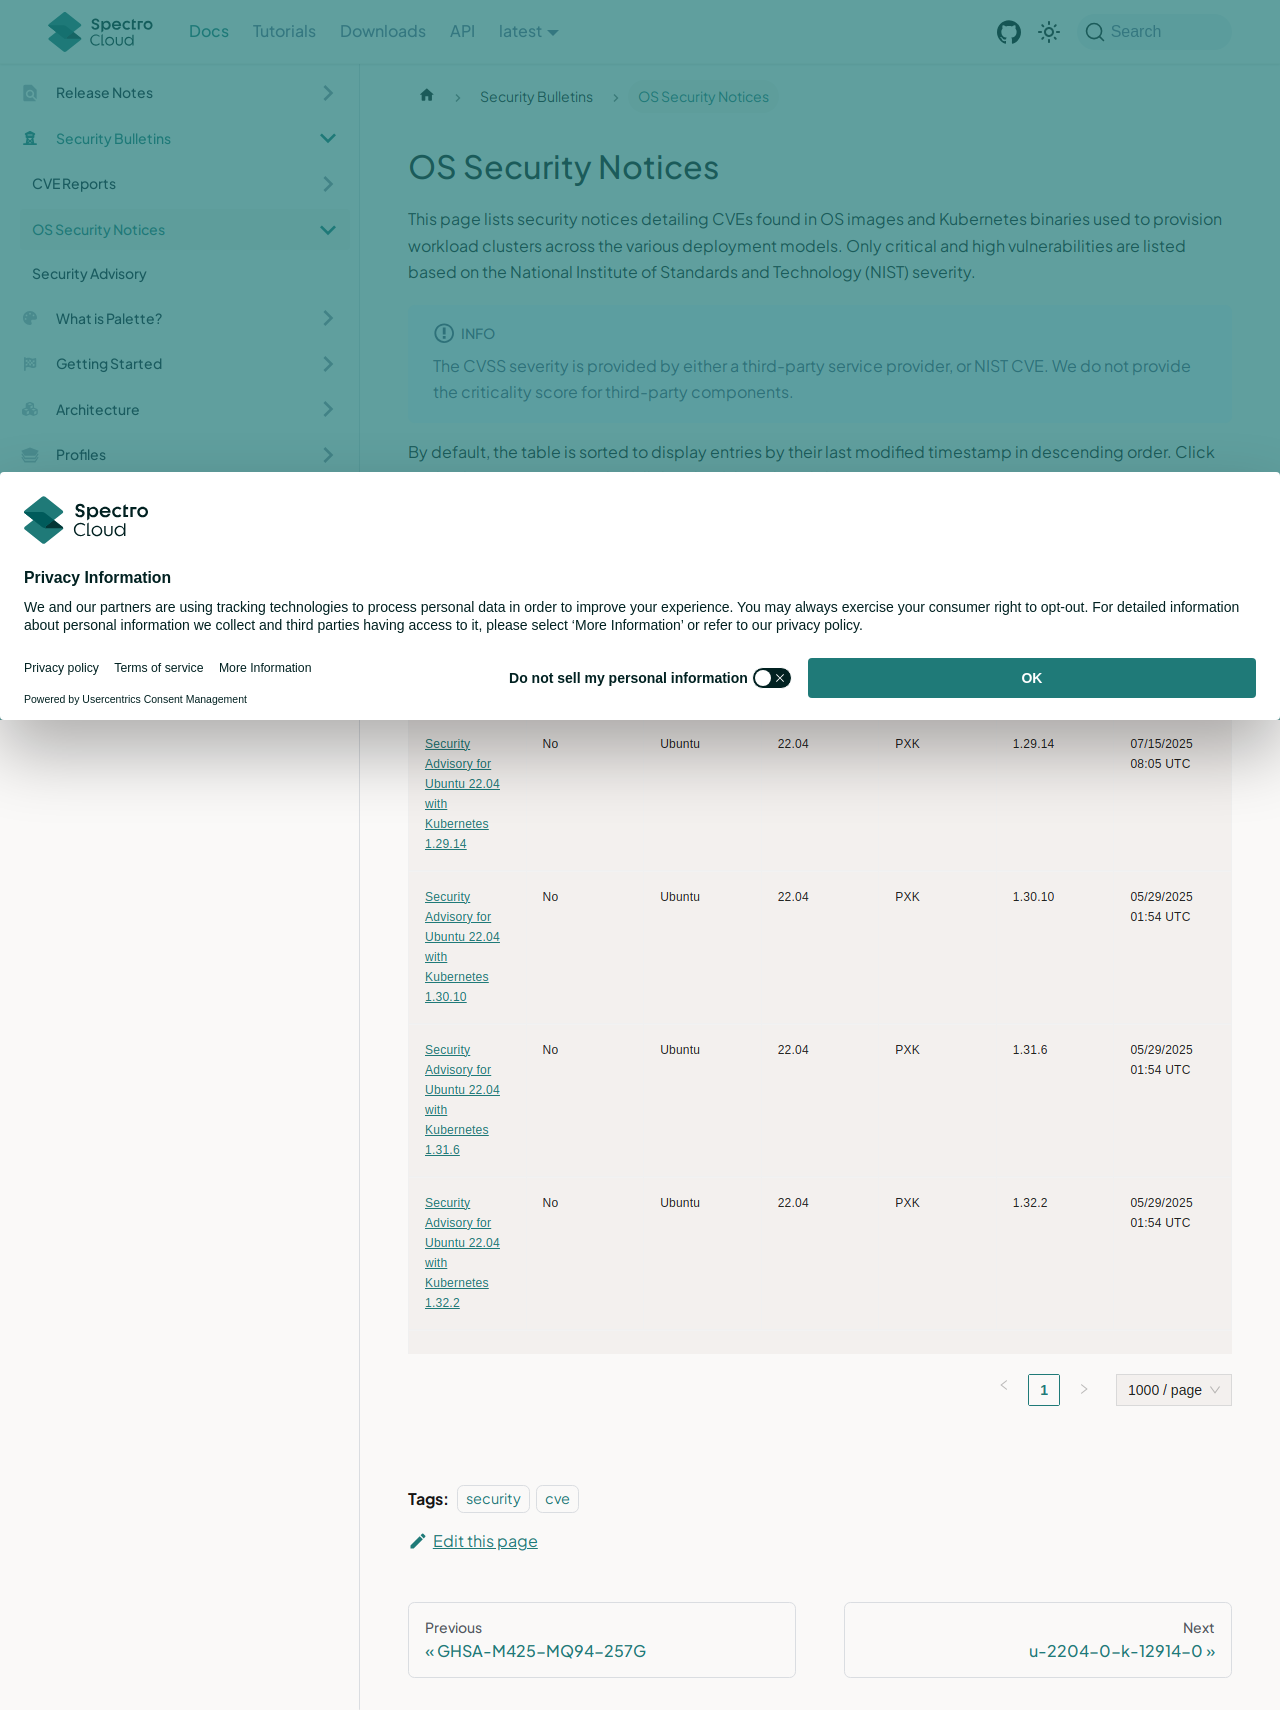 Spectro
Cloud
Docs Tutorials Downloads API latest Search
Release Notes
Security Bulletins
CVE Reports
OS Security Notices
Security Advisory
What is Palette?
Getting Started
Architecture
Profiles
Security Bulletins OS Security Notices
OS Security Notices
This page lists security notices detailing CVEs found in OS images and Kubernetes binaries used to provision
workload clusters across the various deployment models. Only critical and high vulnerabilities are listed
based on the National Institute of Standards and Technology (NIST) severity.
INFO
The CVSS severity is provided by either a third-party service provider, or NIST CVE. We do not provide
the criticality score for third-party components.
By default, the table is sorted to display entries by their last modified timestamp in descending order. Click
Spectro
Cloud
Privacy Information
We and our partners are using tracking technologies to process personal data in order to improve your experience. You may always exercise your consumer right to opt-out. For detailed information
about personal information we collect and third parties having access to it, please select ‘More Information’ or refer to our privacy policy.
Privacy policy Terms of service More Information
Powered by Usercentrics Consent Management
Do not sell my personal information
OK
Security No Ubuntu 22.04 PXK 1.29.14 07/15/2025
Advisory for 08:05 UTC
Ubuntu 22.04
with
Kubernetes
1.29.14
Security No Ubuntu 22.04 PXK 1.30.10 05/29/2025
Advisory for 01:54 UTC
Ubuntu 22.04
with
Kubernetes
1.30.10
Security No Ubuntu 22.04 PXK 1.31.6 05/29/2025
Advisory for 01:54 UTC
Ubuntu 22.04
with
Kubernetes
1.31.6
Security No Ubuntu 22.04 PXK 1.32.2 05/29/2025
Advisory for 01:54 UTC
Ubuntu 22.04
with
Kubernetes
1.32.2
1 1000 / page
Tags: security cve
Edit this page
Previous
« GHSA-M425-MQ94-257G
Next
u-2204-0-k-12914-0 »